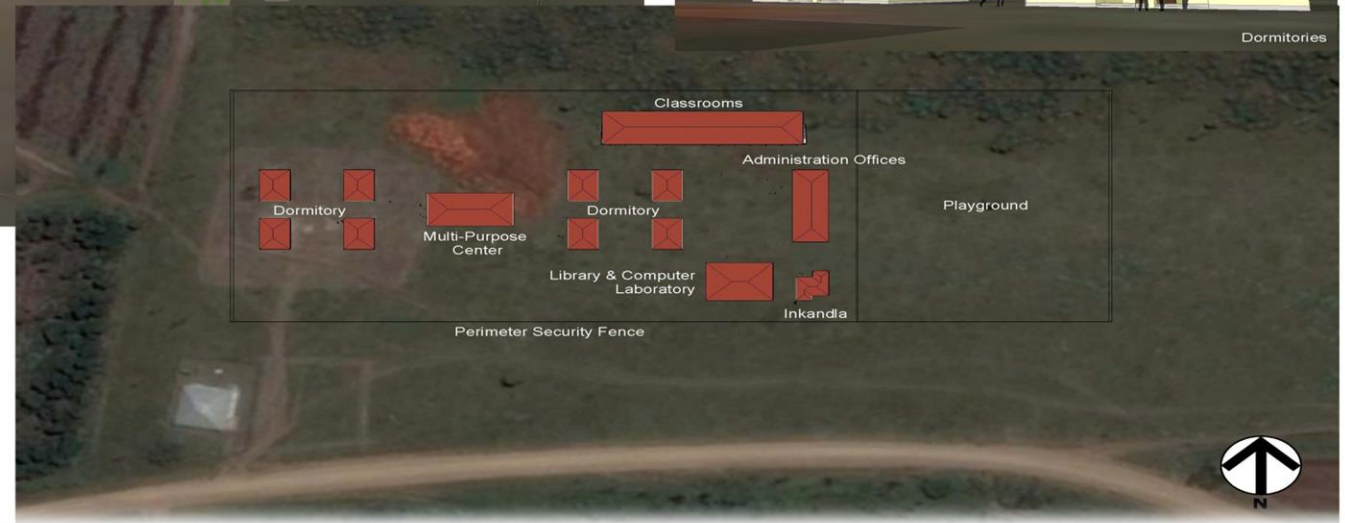 Dormitories
Classrooms
Administration Offices
Dormitory
Dormitory
Playground
Multi-Purpose
Center
Library & Computer
Laboratory
Inkandla
Perimeter Security Fence
N